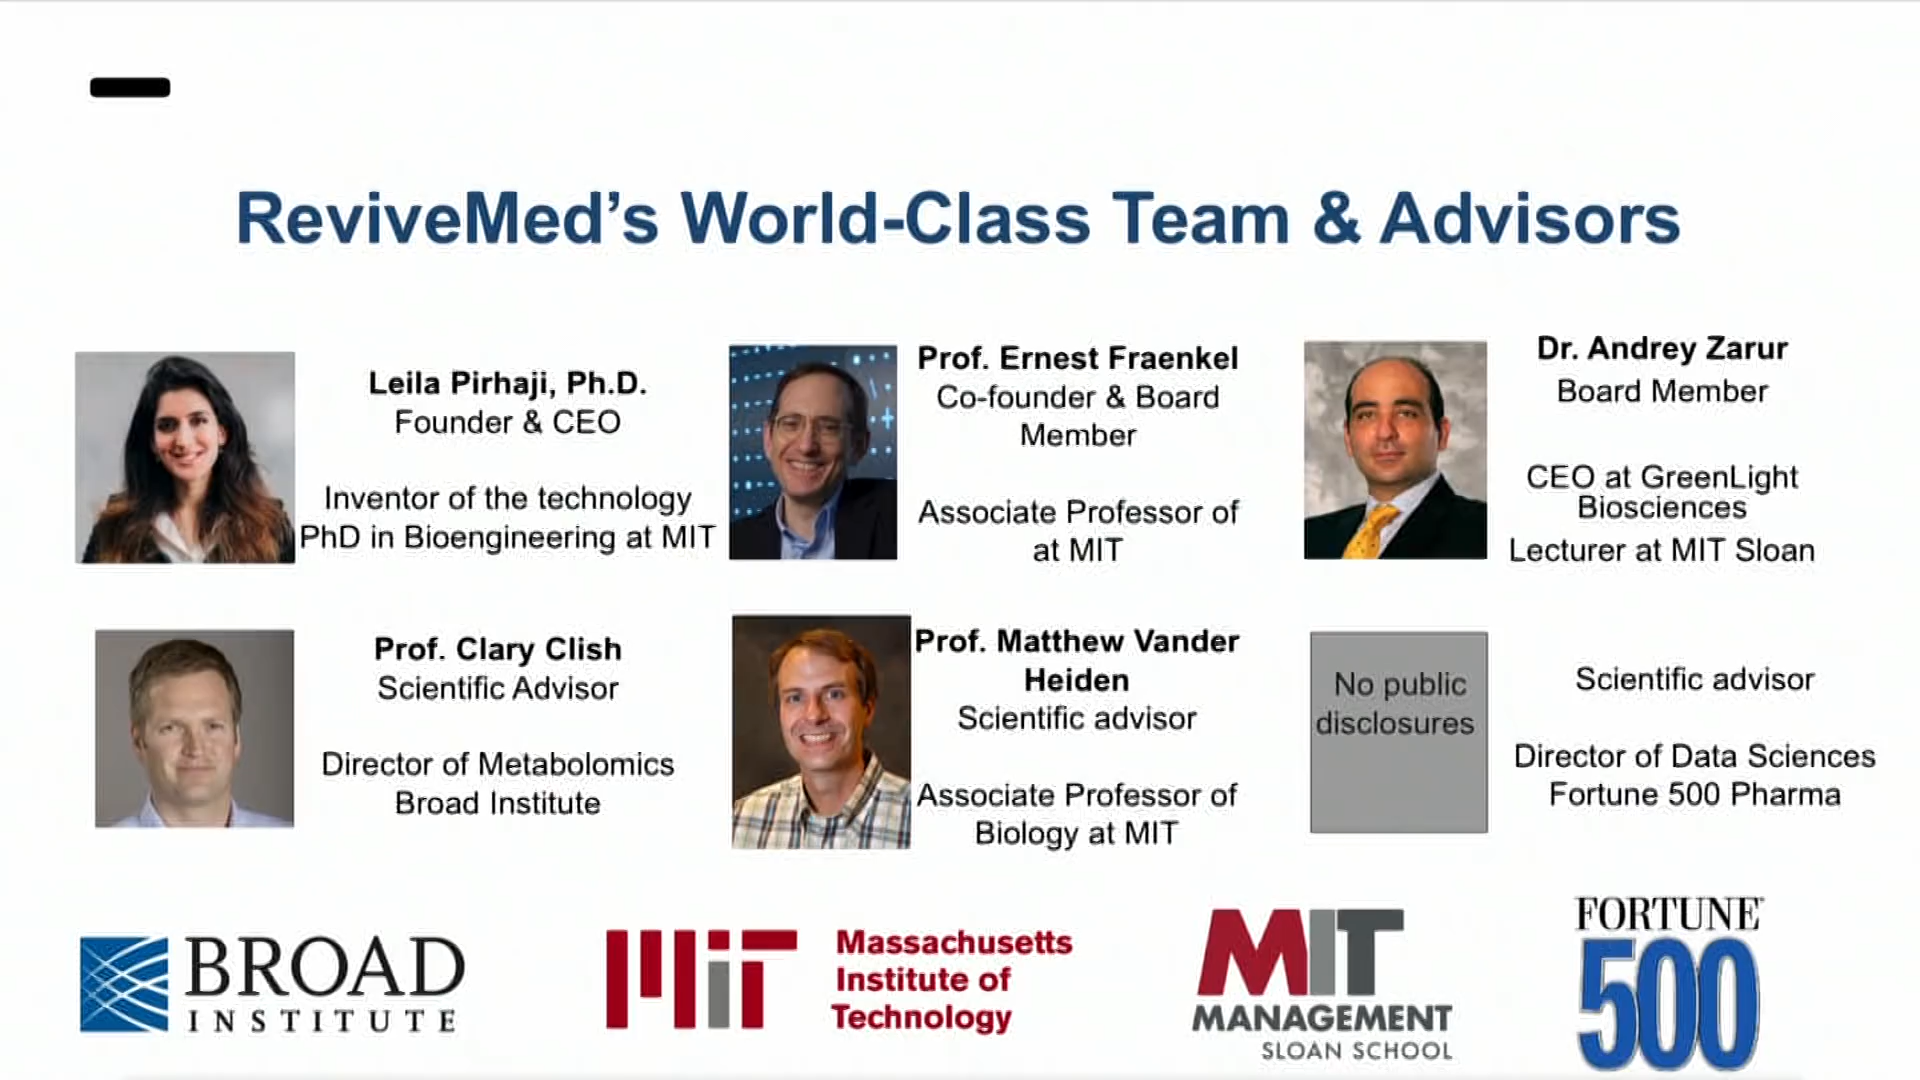 ReviveMed’s World-Class Team & Advisors
Leila Pirhaji, Ph.D.
Founder & CEO
Inventor of the technology
PhD in Bioengineering at MIT
Prof. Ernest Fraenkel
Co-founder & Board
Member
Associate Professor of
at MIT
Dr. Andrey Zarur
Board Member
CEO at GreenLight
Biosciences
Lecturer at MIT Sloan
Prof. Clary Clish
Scientific Advisor
Director of Metabolomics
Broad Institute
Prof. Matthew Vander
Heiden
Scientific advisor
Associate Professor of
Biology at MIT
No public
disclosures
Scientific advisor
Director of Data Sciences
Fortune 500 Pharma
BROAD
INSTITUTE
MIT
Massachusetts
Institute of
Technology
MIT
MANAGEMENT
SLOAN SCHOOL
FORTUNE
500